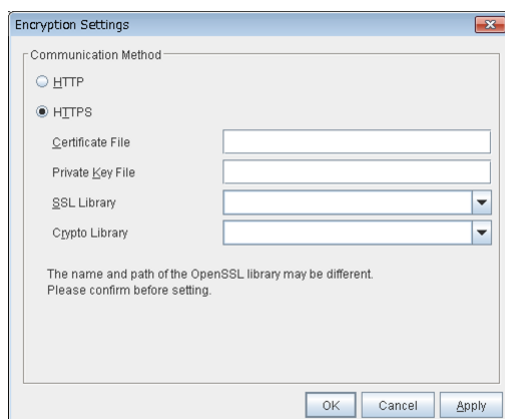 Encryption Settings
Communication Method
HTTP
HTTPS
Certificate File
Private Key File
SSL Library
Crypto Library
The name and path of the OpenSSL library may be different.
Please confirm before setting.
OK Cancel Apply